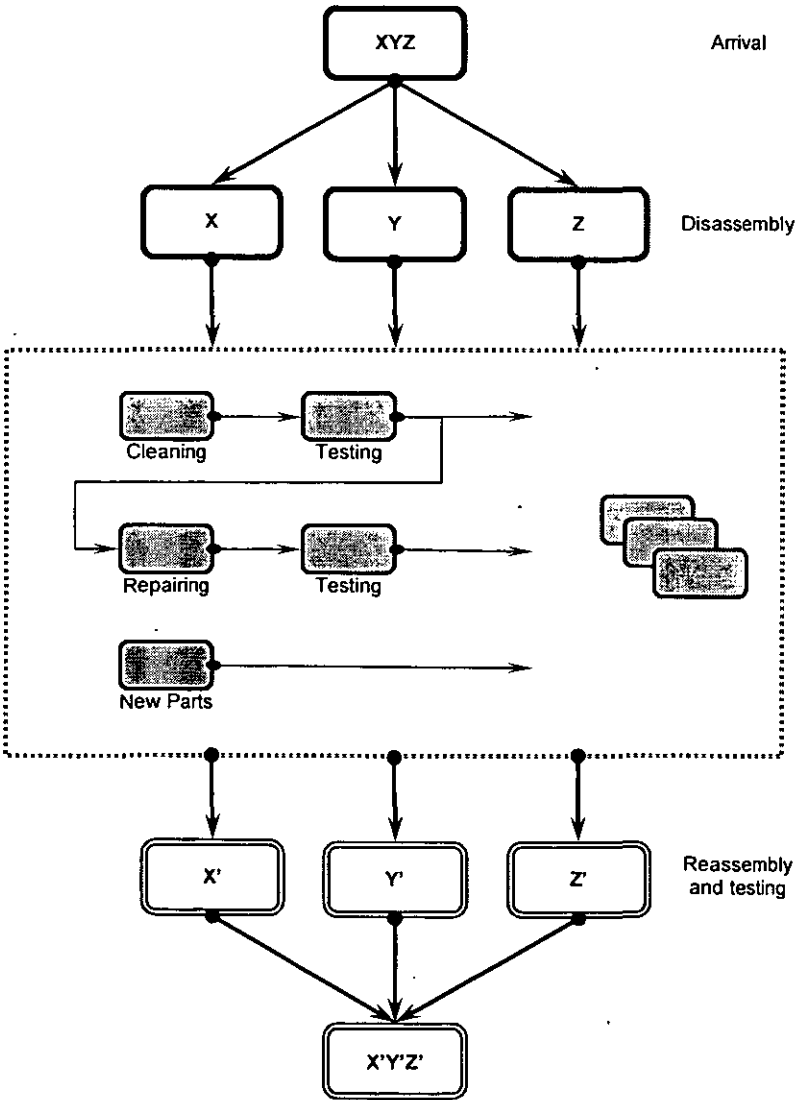 XYZ
Arrival
X
Y
Z
Disassembly
Cleaning
Testing
Repairing
Testing
New Parts
X'
Y'
Z'
Reassembly
and testing
X'Y'Z'